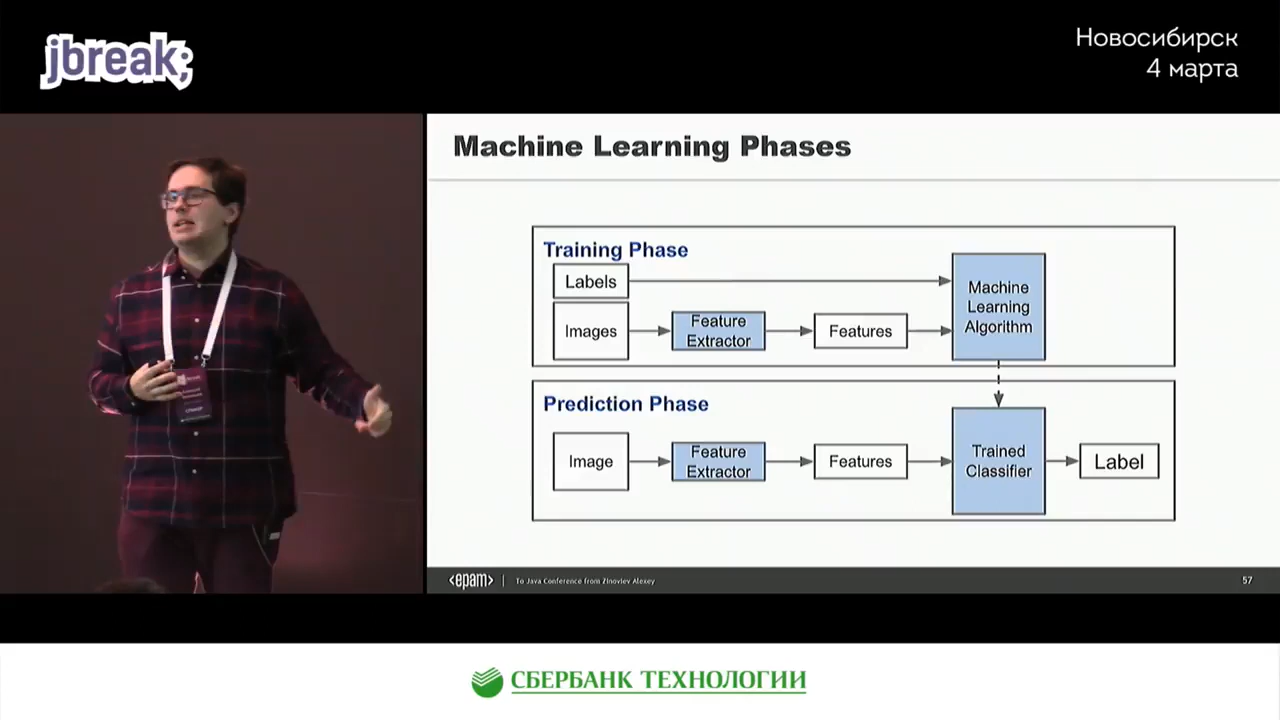 jbreak;
Новосибирск
4 марта
Machine Learning Phases
Training Phase
Labels
Images
Feature
Extractor
Features
Machine
Learning
Algorithm
Prediction Phase
Image
Feature
Extractor
Features
Trained
Classifier
Label
<epam>
To Java Conference from Zinoviev Alexey
57
СБЕРБАНК ТЕХНОЛОГИИ